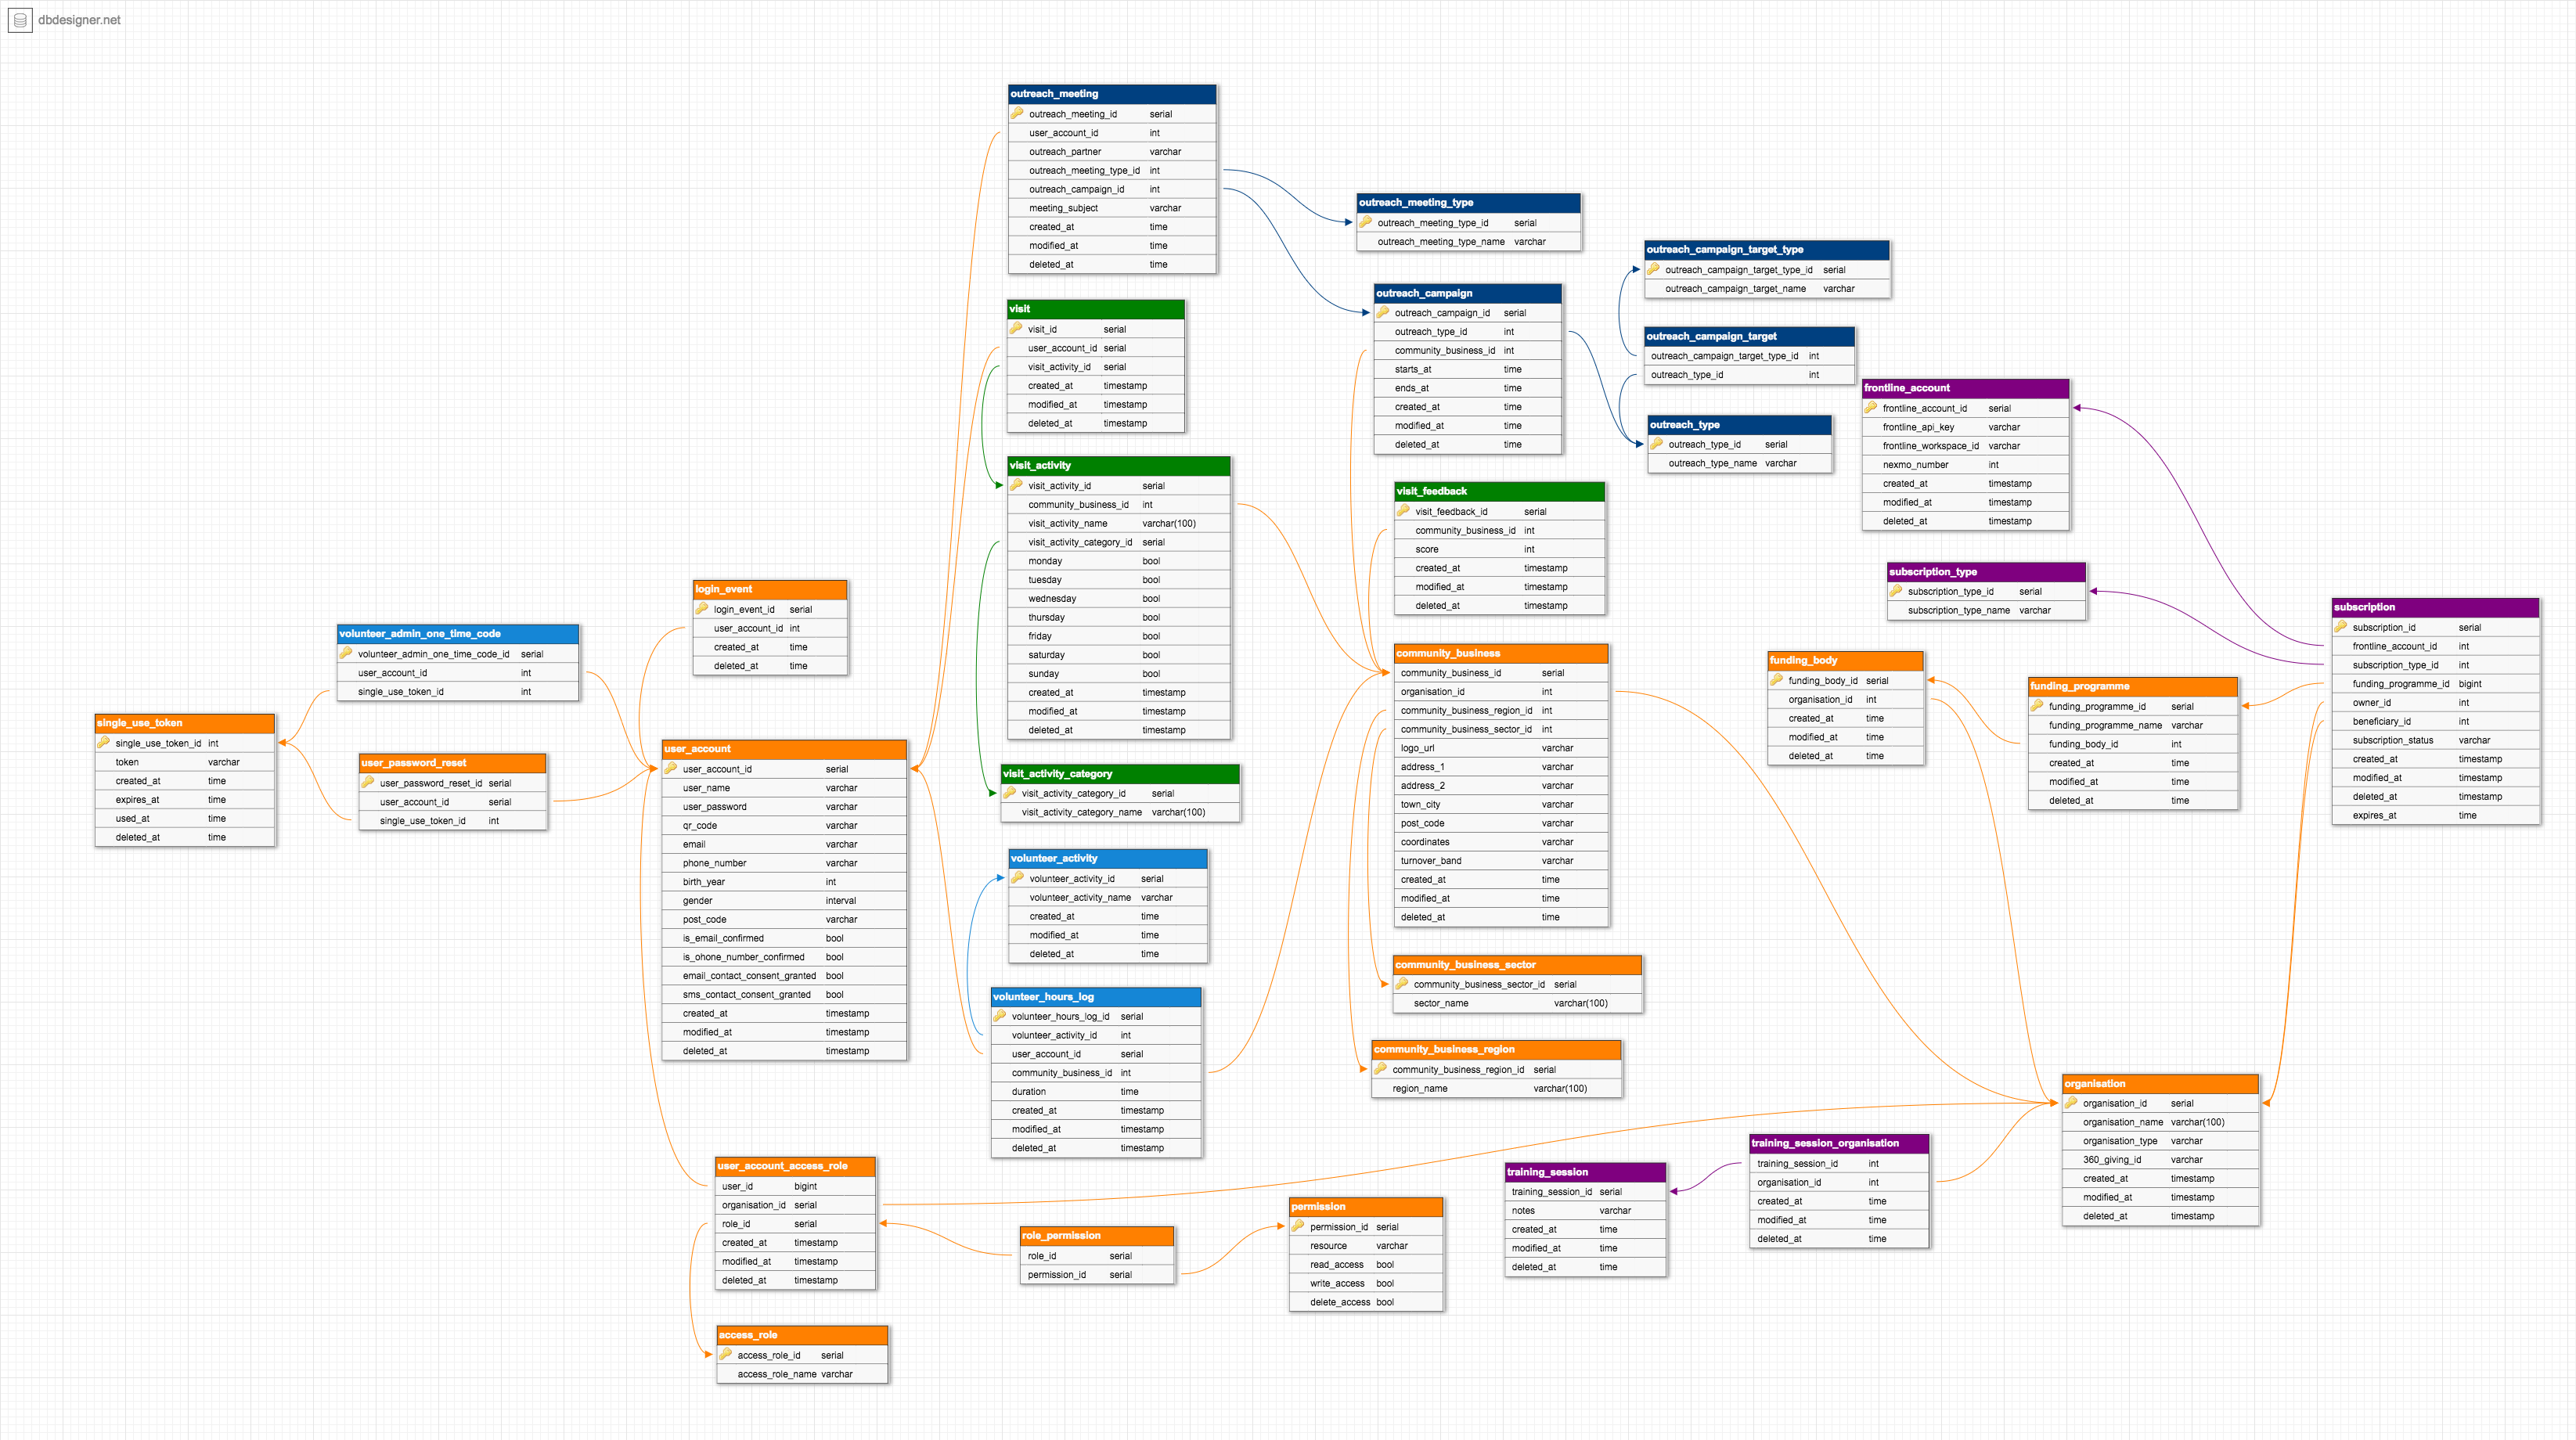 dbdesigner.net
outreach_meeting
outreach_meeting_id serial
user_account_id int
outreach_partner varchar
outreach_meeting_type_id int
outreach_campaign_id int
meeting_subject varchar
created_at time
modified_at time
deleted_at time
outreach_meeting_type
outreach_meeting_type_id serial
outreach_meeting_type_name varchar
outreach_campaign_target_type
outreach_campaign_target_type_id serial
outreach_campaign_target_name varchar
outreach_campaign
outreach_campaign_id serial
outreach_type_id int
community_business_id int
starts_at time
ends_at time
created_at time
modified_at time
deleted_at time
outreach_campaign_target
outreach_campaign_target_type_id int
outreach_type_id int
outreach_type
outreach_type_id serial
outreach_type_name varchar
frontline_account
frontline_account_id serial
frontline_api_key varchar
frontline_workspace_id varchar
nexmo_number int
created_at timestamp
modified_at timestamp
deleted_at timestamp
visit
visit_id serial
user_account_id serial
visit_activity_id serial
created_at timestamp
modified_at timestamp
deleted_at timestamp
visit_activity
visit_activity_id serial
community_business_id int
visit_activity_name varchar(100)
visit_activity_category_id serial
monday bool
tuesday bool
wednesday bool
thursday bool
friday bool
saturday bool
sunday bool
created_at timestamp
modified_at timestamp
deleted_at timestamp
visit_feedback
visit_feedback_id serial
community_business_id int
score int
created_at timestamp
modified_at timestamp
deleted_at timestamp
subscription_type
subscription_type_id serial
subscription_type_name varchar
subscription
subscription_id serial
frontline_account_id int
subscription_type_id int
funding_programme_id bigint
owner_id int
beneficiary_id int
subscription_status varchar
created_at timestamp
modified_at timestamp
deleted_at timestamp
expires_at time
login_event
login_event_id serial
user_account_id int
created_at time
deleted_at time
volunteer_admin_one_time_code
volunteer_admin_one_time_code_id serial
user_account_id int
single_use_token_id int
single_use_token
single_use_token_id int
token varchar
created_at time
expires_at time
used_at time
deleted_at time
user_password_reset
user_password_reset_id serial
user_account_id serial
single_use_token_id int
user_account
user_account_id serial
user_name varchar
user_password varchar
qr_code varchar
email varchar
phone_number varchar
birth_year int
gender interval
post_code varchar
is_email_confirmed bool
is_ohone_number_confirmed bool
email_contact_consent_granted bool
sms_contact_consent_granted bool
created_at timestamp
modified_at timestamp
deleted_at timestamp
visit_activity_category
visit_activity_category_id serial
visit_activity_category_name varchar(100)
volunteer_activity
volunteer_activity_id serial
volunteer_activity_name varchar
created_at time
modified_at time
deleted_at time
volunteer_hours_log
volunteer_hours_log_id serial
volunteer_activity_id int
user_account_id serial
community_business_id int
duration time
created_at timestamp
modified_at timestamp
deleted_at timestamp
community_business
community_business_id serial
organisation_id int
community_business_region_id int
community_business_sector_id int
logo_url varchar
address_1 varchar
address_2 varchar
town_city varchar
post_code varchar
coordinates varchar
turnover_band varchar
created_at time
modified_at time
deleted_at time
community_business_sector
community_business_sector_id serial
sector_name varchar(100)
community_business_region
community_business_region_id serial
region_name varchar(100)
funding_body
funding_body_id serial
organisation_id int
created_at time
modified_at time
deleted_at time
funding_programme
funding_programme_id serial
funding_programme_name varchar
funding_body_id int
created_at time
modified_at time
deleted_at time
organisation
organisation_id serial
organisation_name varchar(100)
organisation_type varchar
360_giving_id varchar
created_at timestamp
modified_at timestamp
deleted_at timestamp
training_session_organisation
training_session_id int
organisation_id int
created_at time
modified_at time
deleted_at time
training_session
training_session_id serial
notes varchar
created_at time
modified_at time
deleted_at time
user_account_access_role
user_id bigint
organisation_id serial
role_id serial
created_at timestamp
modified_at timestamp
deleted_at timestamp
role_permission
role_id serial
permission_id serial
permission
permission_id serial
resource varchar
read_access bool
write_access bool
delete_access bool
access_role
access_role_id serial
access_role_name varchar